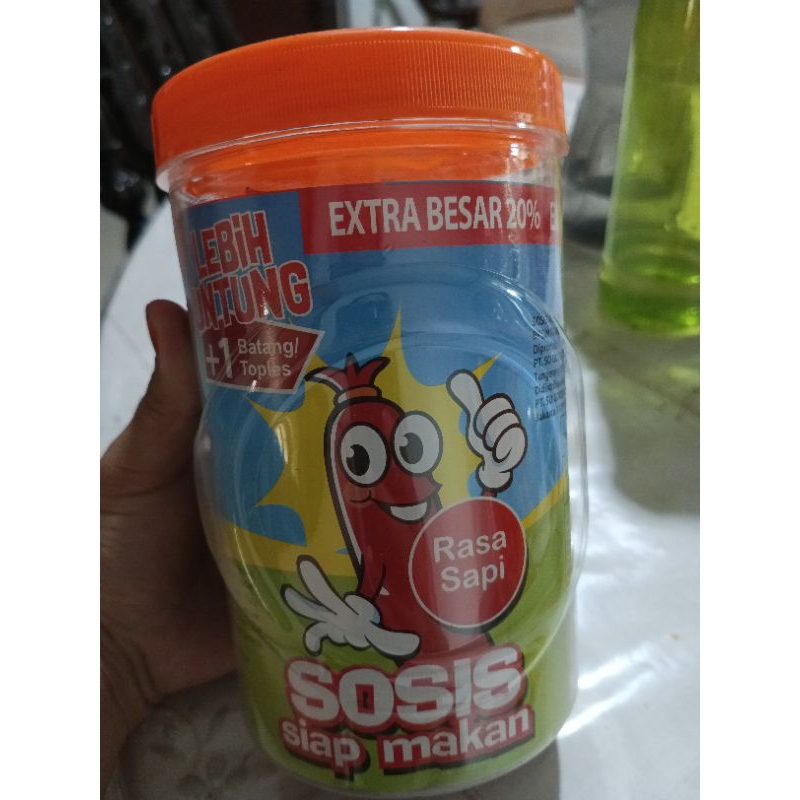 EXTRA BESAR 20%
LEBiH
UNTUNG
+1 Batang/
Toples
Rasa
Sapi
SOSIS
siap makan